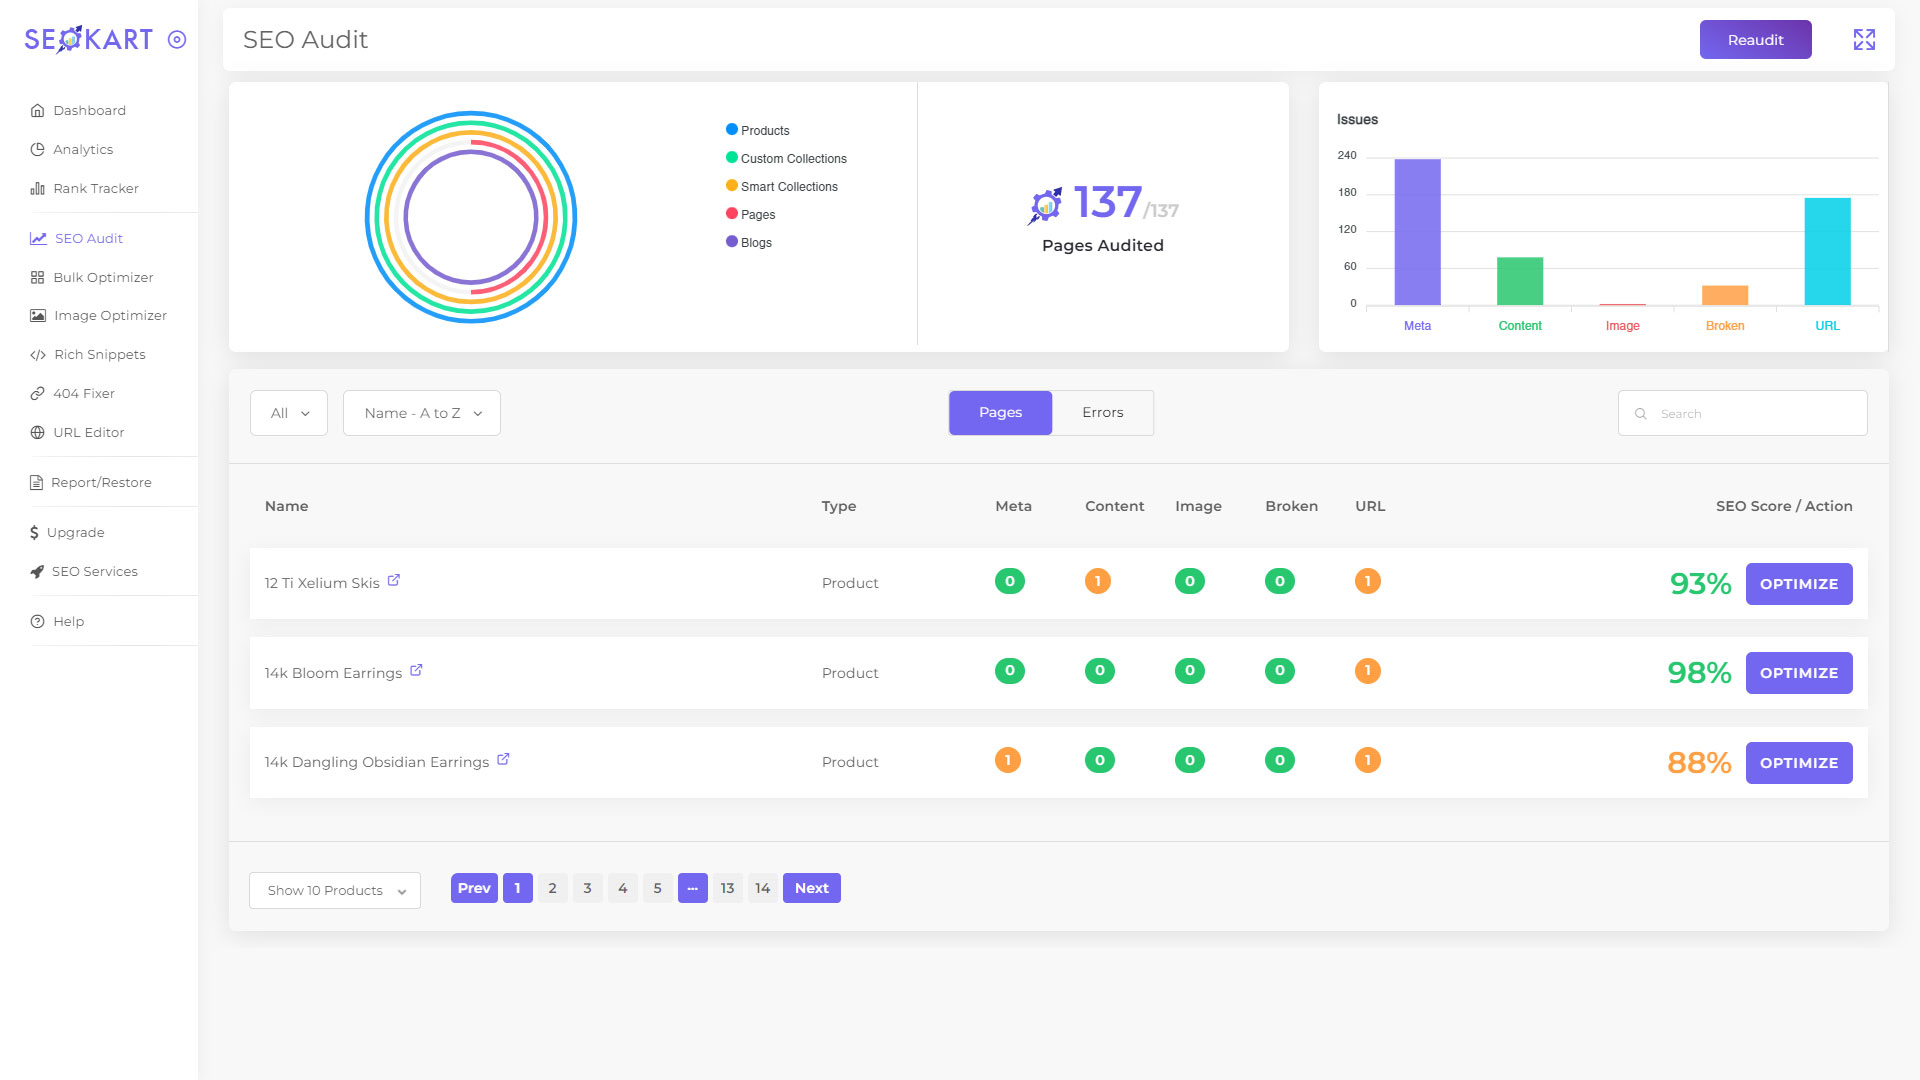 SEOKART
SEO Audit
Reaudit
Dashboard
Analytics
Rank Tracker
SEO Audit
Bulk Optimizer
Image Optimizer
Rich Snippets
404 Fixer
URL Editor
Report/Restore
Upgrade
SEO Services
Help
Products
Custom Collections
Smart Collections
Pages
Blogs
137/137
Pages Audited
Issues
240
180
120
60
0
Meta Content Image Broken URL
All
Name - A to Z
Pages Errors
Search
Name Type Meta Content Image Broken URL SEO Score / Action
12 Ti Xelium Skis Product 0 1 0 0 1 93% OPTIMIZE
14k Bloom Earrings Product 0 0 0 0 1 98% OPTIMIZE
14k Dangling Obsidian Earrings Product 1 0 0 0 1 88% OPTIMIZE
Show 10 Products
Prev 1 2 3 4 5 ... 13 14 Next